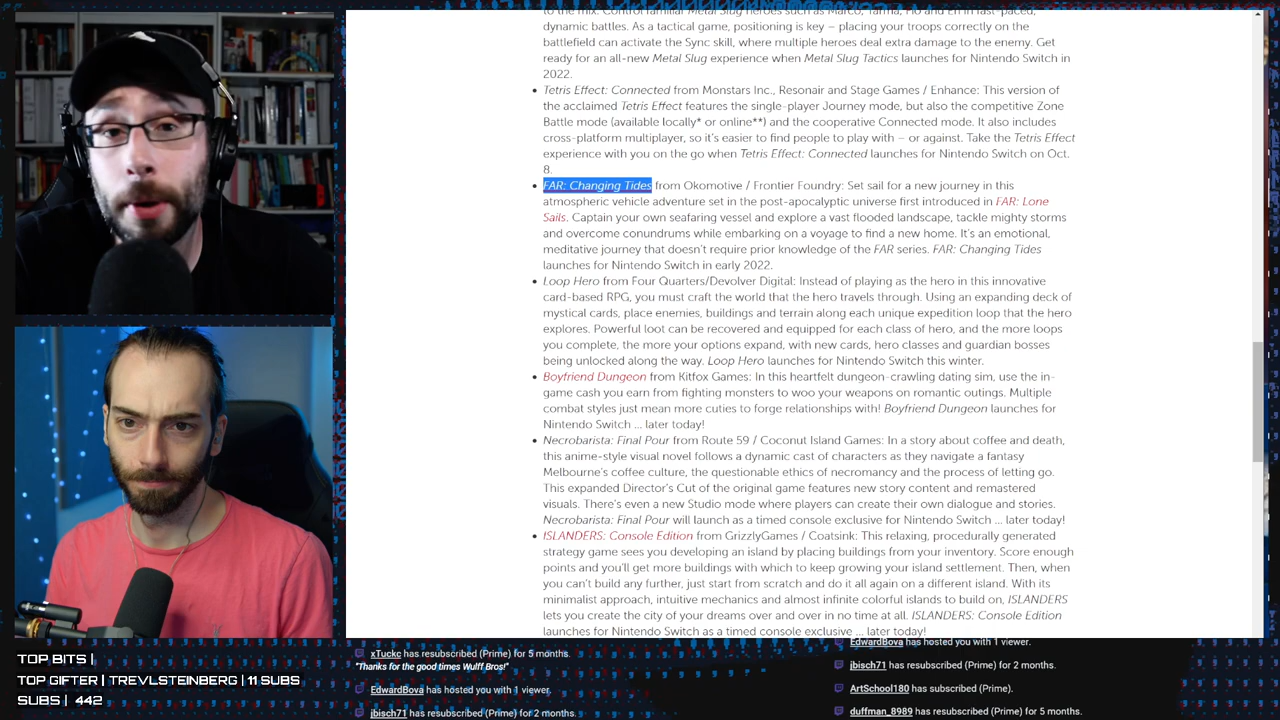 to the mix. Control familiar Metal Slug heroes such as Marco, Tarma, Fio and Eri in fast-paced,
dynamic battles. As a tactical game, positioning is key – placing your troops correctly on the
battlefield can activate the Sync skill, where multiple heroes deal extra damage to the enemy. Get
ready for an all-new Metal Slug experience when Metal Slug Tactics launches for Nintendo Switch in
2022.
• Tetris Effect: Connected from Monstars Inc., Resonair and Stage Games / Enhance: This version of
the acclaimed Tetris Effect features the single-player Journey mode, but also the competitive Zone
Battle mode (available locally* or online**) and the cooperative Connected mode. It also includes
cross-platform multiplayer, so it's easier to find people to play with – or against. Take the Tetris
Effect
experience with you on the go when Tetris Effect: Connected launches for Nintendo Switch on Oct.
8.
• FAR: Changing Tides from Okomotive / Frontier Foundry: Set sail for a new journey in this
atmospheric vehicle adventure set in the post-apocalyptic universe first introduced in FAR: Lone
Sails. Captain your own seafaring vessel and explore a vast flooded landscape, tackle mighty storms
and overcome conundrums while embarking on a voyage to find a new home. It's an emotional,
meditative journey that doesn't require prior knowledge of the FAR series. FAR: Changing Tides
launches for Nintendo Switch in early 2022.
• Loop Hero from Four Quarters/Devolver Digital: Instead of playing as the hero in this innovative
card-based RPG, you must craft the world that the hero travels through. Using an expanding deck of
mystical cards, place enemies, buildings and terrain along each unique expedition loop that the hero
explores. Powerful loot can be recovered and equipped for each class of hero, and the more loops
you complete, the more your options expand, with new cards, hero classes and guardian bosses
being unlocked along the way. Loop Hero launches for Nintendo Switch this winter.
• Boyfriend Dungeon from Kitfox Games: In this heartfelt dungeon-crawling dating sim, use the in-
game cash you earn from fighting monsters to woo your weapons on romantic outings. Multiple
combat styles just mean more cuties to forge relationships with! Boyfriend Dungeon launches for
Nintendo Switch … later today!
• Necrobarista: Final Pour from Route 59 / Coconut Island Games: In a story about coffee and death,
this anime-style visual novel follows a dynamic cast of characters as they navigate a fantasy
Melbourne's coffee culture, the questionable ethics of necromancy and the process of letting go.
This expanded Director's Cut of the original game features new story content and remastered
visuals. There's even a new Studio mode where players can create their own dialogue and stories.
Necrobarista: Final Pour will launch as a timed console exclusive for Nintendo Switch … later today!
• ISLANDERS: Console Edition from GrizzlyGames / Coatsink: This relaxing, procedurally generated
strategy game sees you developing an island by placing buildings from your inventory. Score enough
points and you'll get more buildings with which to keep growing your island settlement. Then, when
you can't build any further, just start from scratch and do it all again on a different island. With its
minimalist approach, intuitive mechanics and almost infinite colorful islands to build on, ISLANDERS
lets you create the city of your dreams over and over in no time at all. ISLANDERS: Console Edition
launches for Nintendo Switch as a timed console exclusive … later today!
TOP BITS |
TOP GIFTER | TREVLSTEINBERG | 11 SUBS
SUBS | 442
xTuckc has resubscribed (Prime) for 5 months.
"Thanks for the good times Wulff Bros!"
EdwardBova has hosted you with 1 viewer.
jbisch71 has resubscribed (Prime) for 2 months.
EdwardBova has hosted you with 1 viewer.
jbisch71 has resubscribed (Prime) for 2 months.
ArtSchool180 has subscribed (Prime).
duffman_8989 has resubscribed (Prime) for 5 months.